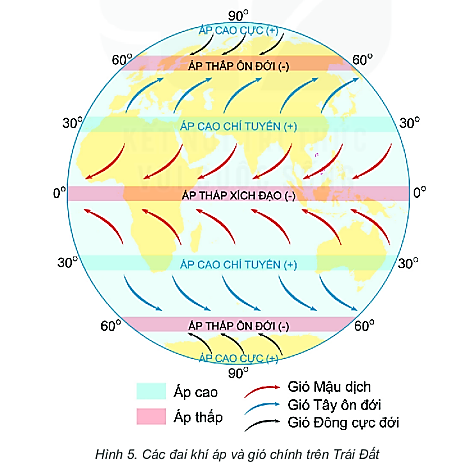 90°
ÁP CAO CỰC (+)
60° 60°
ÁP THẤP ÔN ĐỚI (-)
30° 30°
ÁP CAO CHÍ TUYẾN (+)
0° 0°
ÁP THẤP XÍCH ĐẠO (-)
30° 30°
ÁP CAO CHÍ TUYẾN (+)
60° 60°
ÁP THẤP ÔN ĐỚI (-)
ÁP CAO CỰC (+)
90°
Áp cao
Áp thấp
Gió Mậu dịch
Gió Tây ôn đới
Gió Đông cực đới
Hình 5. Các đai khí áp và gió chính trên Trái Đất